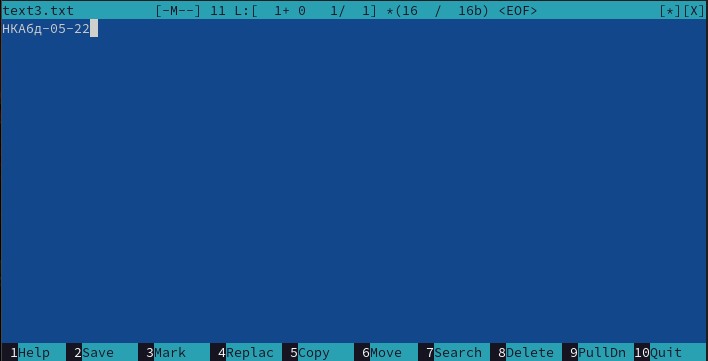 text3.txt [-M--] 11 L:[ 1+ 0 1/ 1] *(16 / 16b) <EOF> [*][X]
НКАбд-05-22
1Help 2Save 3Mark 4Replac 5Copy 6Move 7Search 8Delete 9PullDn 10Quit